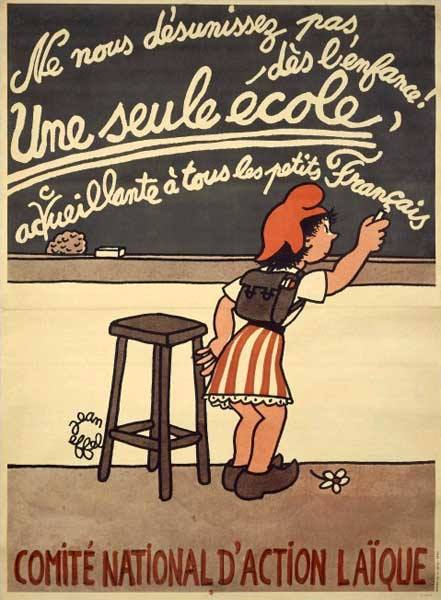 Ne nous désunissez pas,
dès l'enfance!
Une seule école,
accueillante à tous les petits Français
jean
effel
COMITÉ NATIONAL D'ACTION LAÏQUE